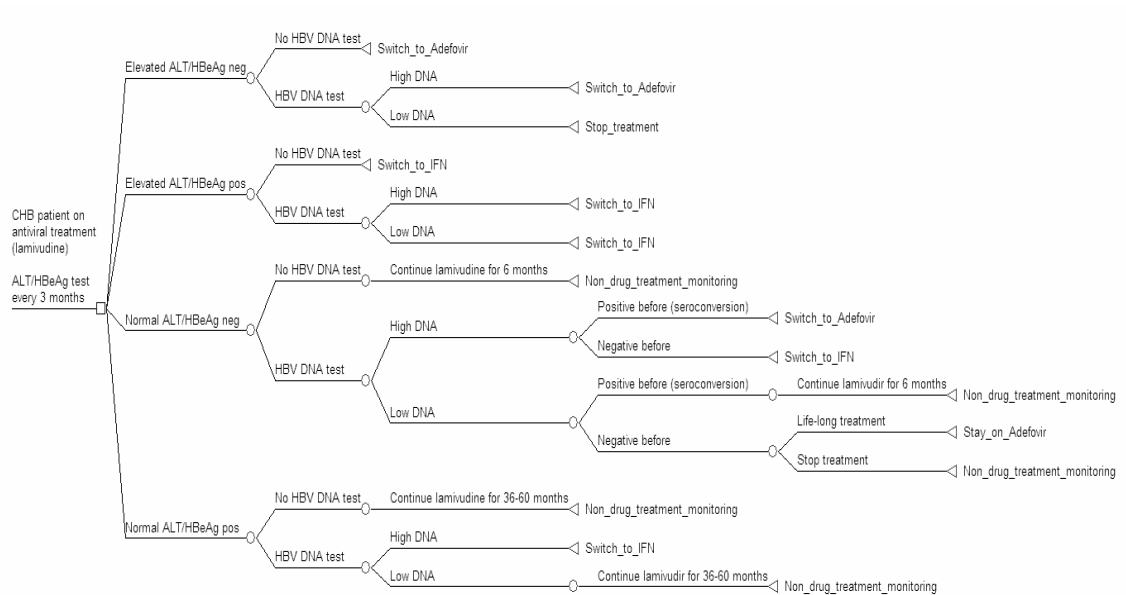 No HBV DNA test
Switch_to_Adefovir
Elevated ALT/HBeAg neg
High DNA
Switch_to_Adefovir
HBV DNA test
Low DNA
Stop_treatment
No HBV DNA test
Switch_to_IFN
Elevated ALT/HBeAg pos
High DNA
Switch_to_IFN
HBV DNA test
Low DNA
Switch_to_IFN
CHB patient on
antiviral treatment
(lamivudine)
ALT/HBeAg test
every 3 months
No HBV DNA test
Continue lamivudine for 6 months
Non_drug_treatment_monitoring
Normal ALT/HBeAg neg
Positive before (seroconversion)
Switch_to_Adefovir
High DNA
Negative before
Switch_to_IFN
HBV DNA test
Positive before (seroconversion)
Continue lamivudir for 6 months
Non_drug_treatment_monitoring
Low DNA
Life-long treatment
Stay_on_Adefovir
Negative before
Stop treatment
Non_drug_treatment_monitoring
No HBV DNA test
Continue lamivudine for 36-60 months
Non_drug_treatment_monitoring
Normal ALT/HBeAg pos
High DNA
Switch_to_IFN
HBV DNA test
Low DNA
Continue lamivudir for 36-60 months
Non_drug_treatment_monitoring